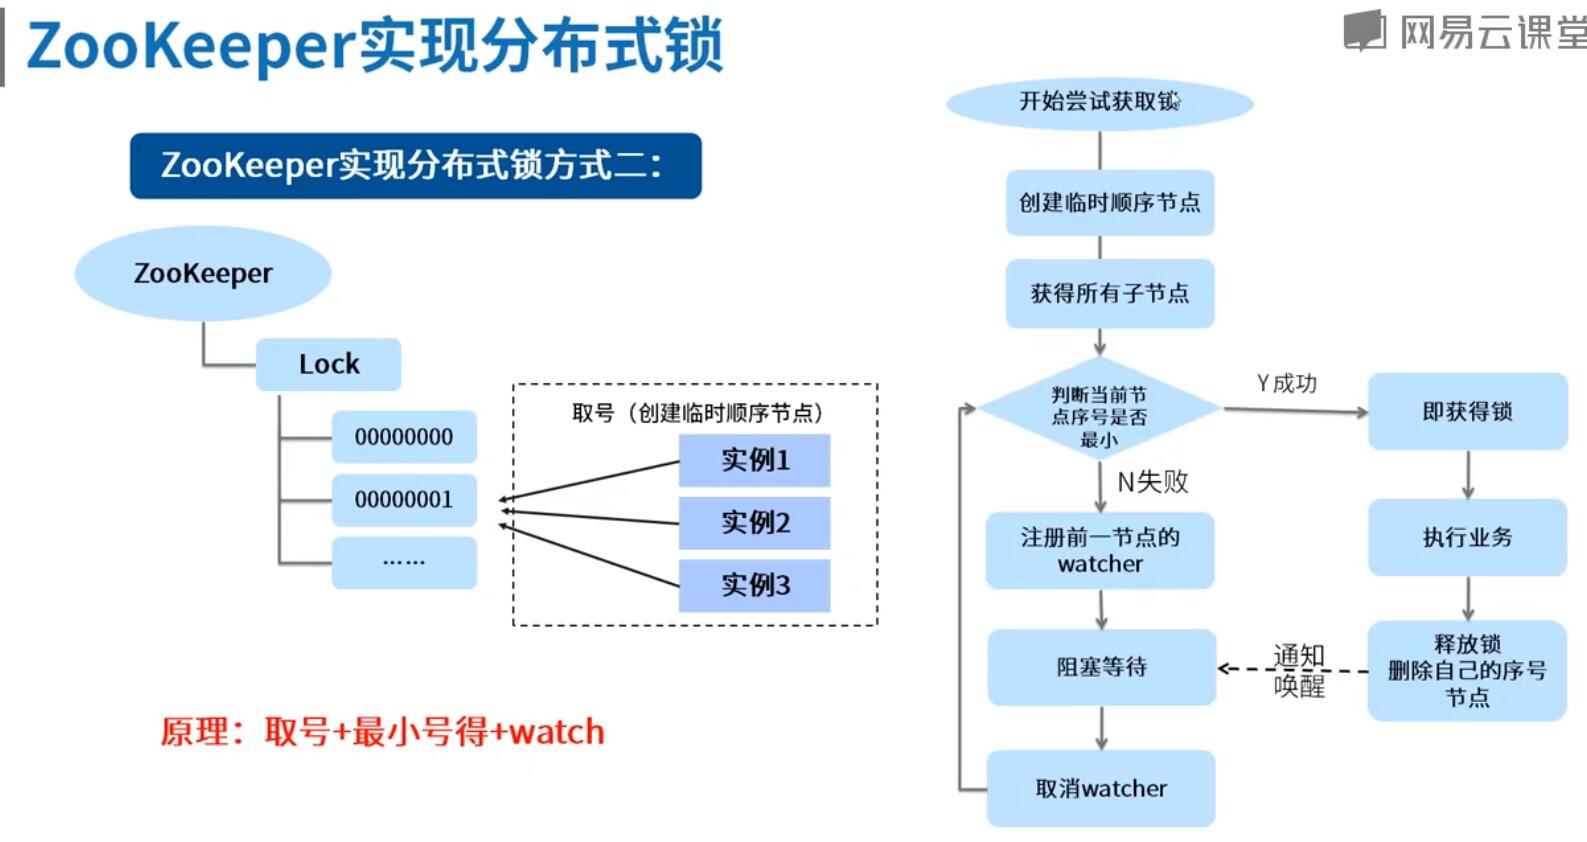 ZooKeeper实现分布式锁
网易云课堂
ZooKeeper实现分布式锁方式二：
ZooKeeper
Lock
00000000
00000001
……
取号（创建临时顺序节点）
实例1
实例2
实例3
原理：取号+最小号得+watch
开始尝试获取锁
创建临时顺序节点
获得所有子节点
判断当前节
点序号是否
最小
Y成功
即获得锁
N失败
注册前一节点的
watcher
执行业务
阻塞等待
通知
唤醒
释放锁
删除自己的序号
节点
取消watcher